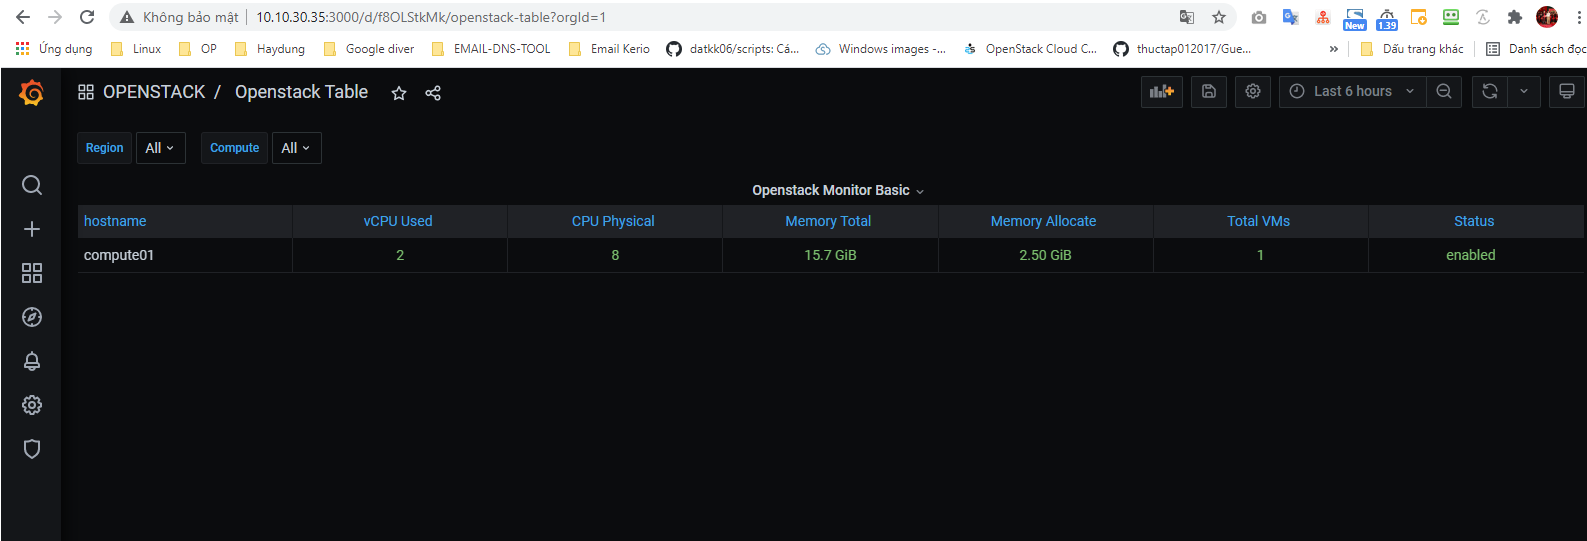 Không bảo mật 10.10.30.35:3000/d/f8OLStkMk/openstack-table?orgId=1
New 1.39
Ứng dụng Linux OP Haydung Google diver EMAIL-DNS-TOOL Email Kerio datkk06/scripts: Cá... Windows images -... OpenStack Cloud C... thuctap012017/Gue... » Dấu trang khác Danh sách đọc
OPENSTACK / Openstack Table Last 6 hours
Region All Compute All
Openstack Monitor Basic
hostname vCPU Used CPU Physical Memory Total Memory Allocate Total VMs Status
compute01 2 8 15.7 GiB 2.50 GiB 1 enabled